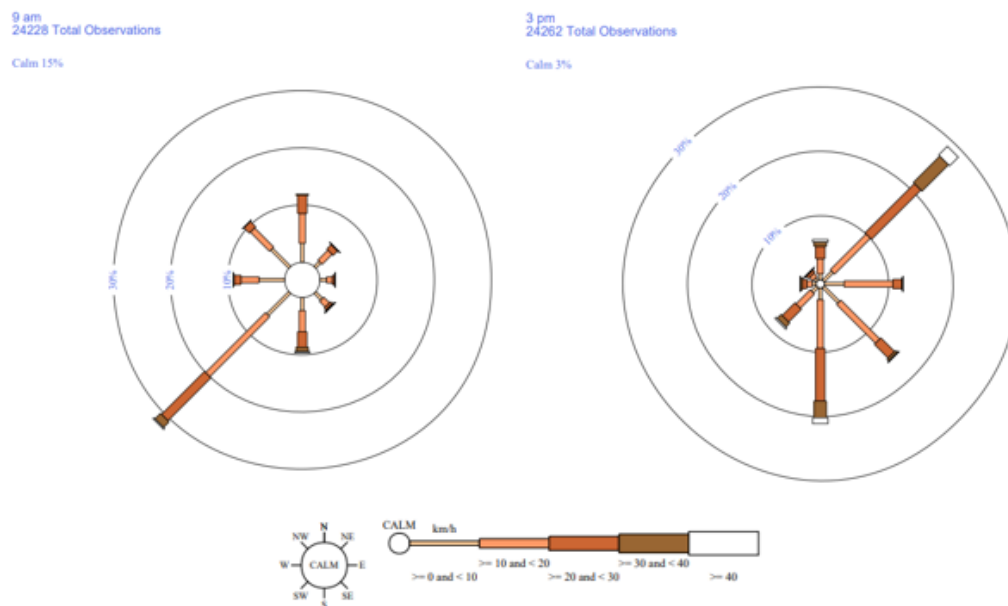 9 am
24228 Total Observations
Calm 15%
3 pm
24262 Total Observations
Calm 3%
30%
20%
10%
30%
20%
10%
N
NW
NE
W
CALM
E
SW
SE
S
CALM
km/h
>= 0 and < 10
>= 10 and < 20
>= 20 and < 30
>= 30 and < 40
>= 40